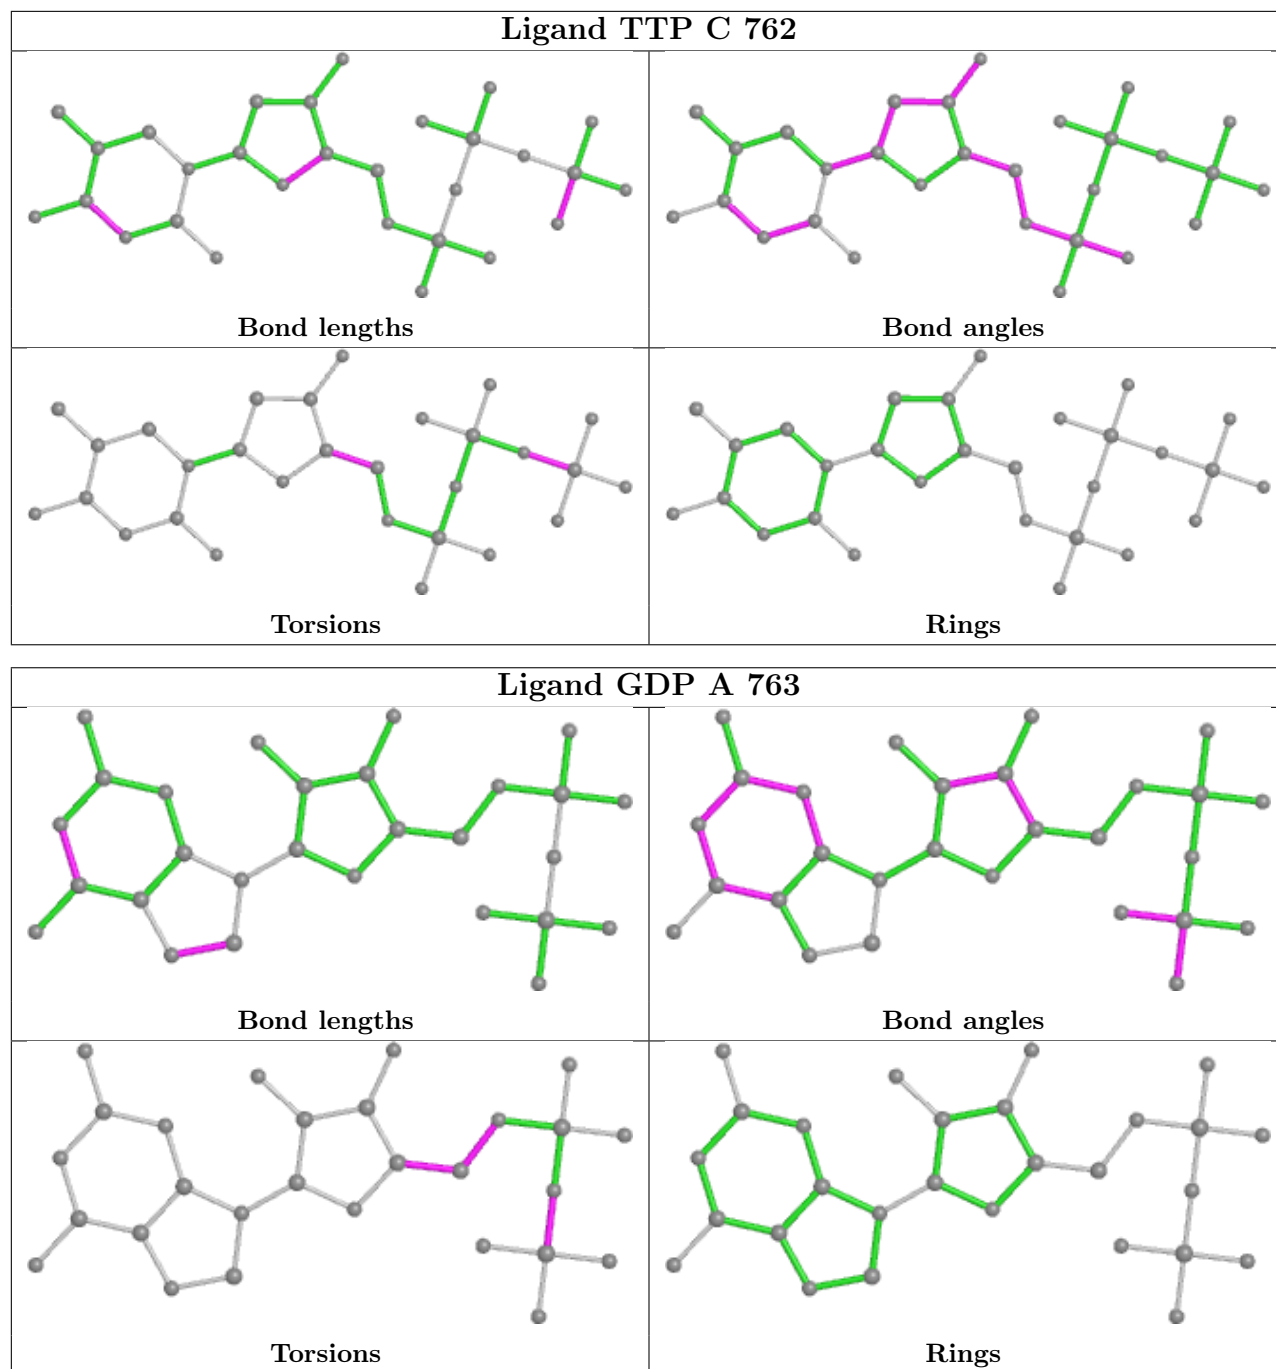 Ligand TTP C 762
Bond lengths
Bond angles
Torsions
Rings
Ligand GDP A 763
Bond lengths
Bond angles
Torsions
Rings